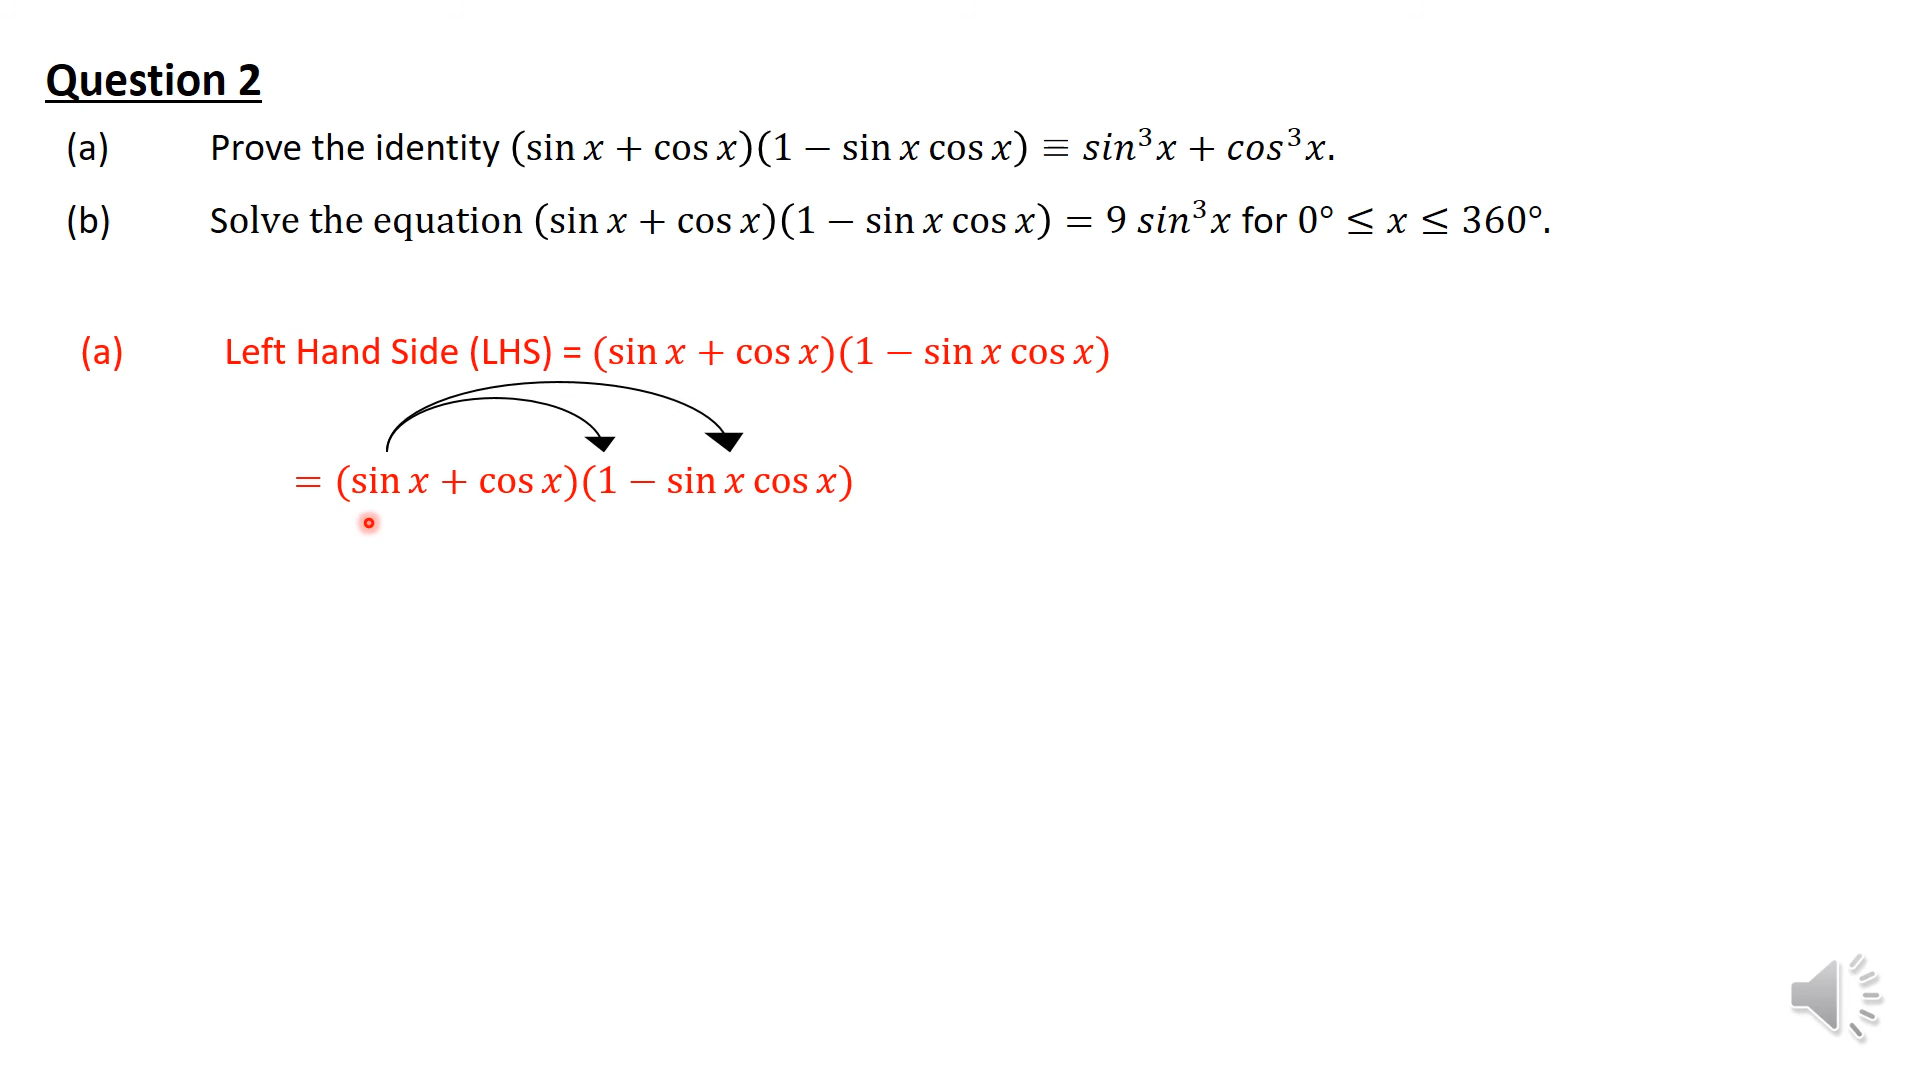 Question 2
(a) Prove the identity (sin x + cos x)(1 − sin x cos x) ≡ sin³x + cos³x.
(b) Solve the equation (sin x + cos x)(1 − sin x cos x) = 9 sin³x for 0° ≤ x ≤ 360°.
(a) Left Hand Side (LHS) = (sin x + cos x)(1 − sin x cos x)
= (sin x + cos x)(1 − sin x cos x)